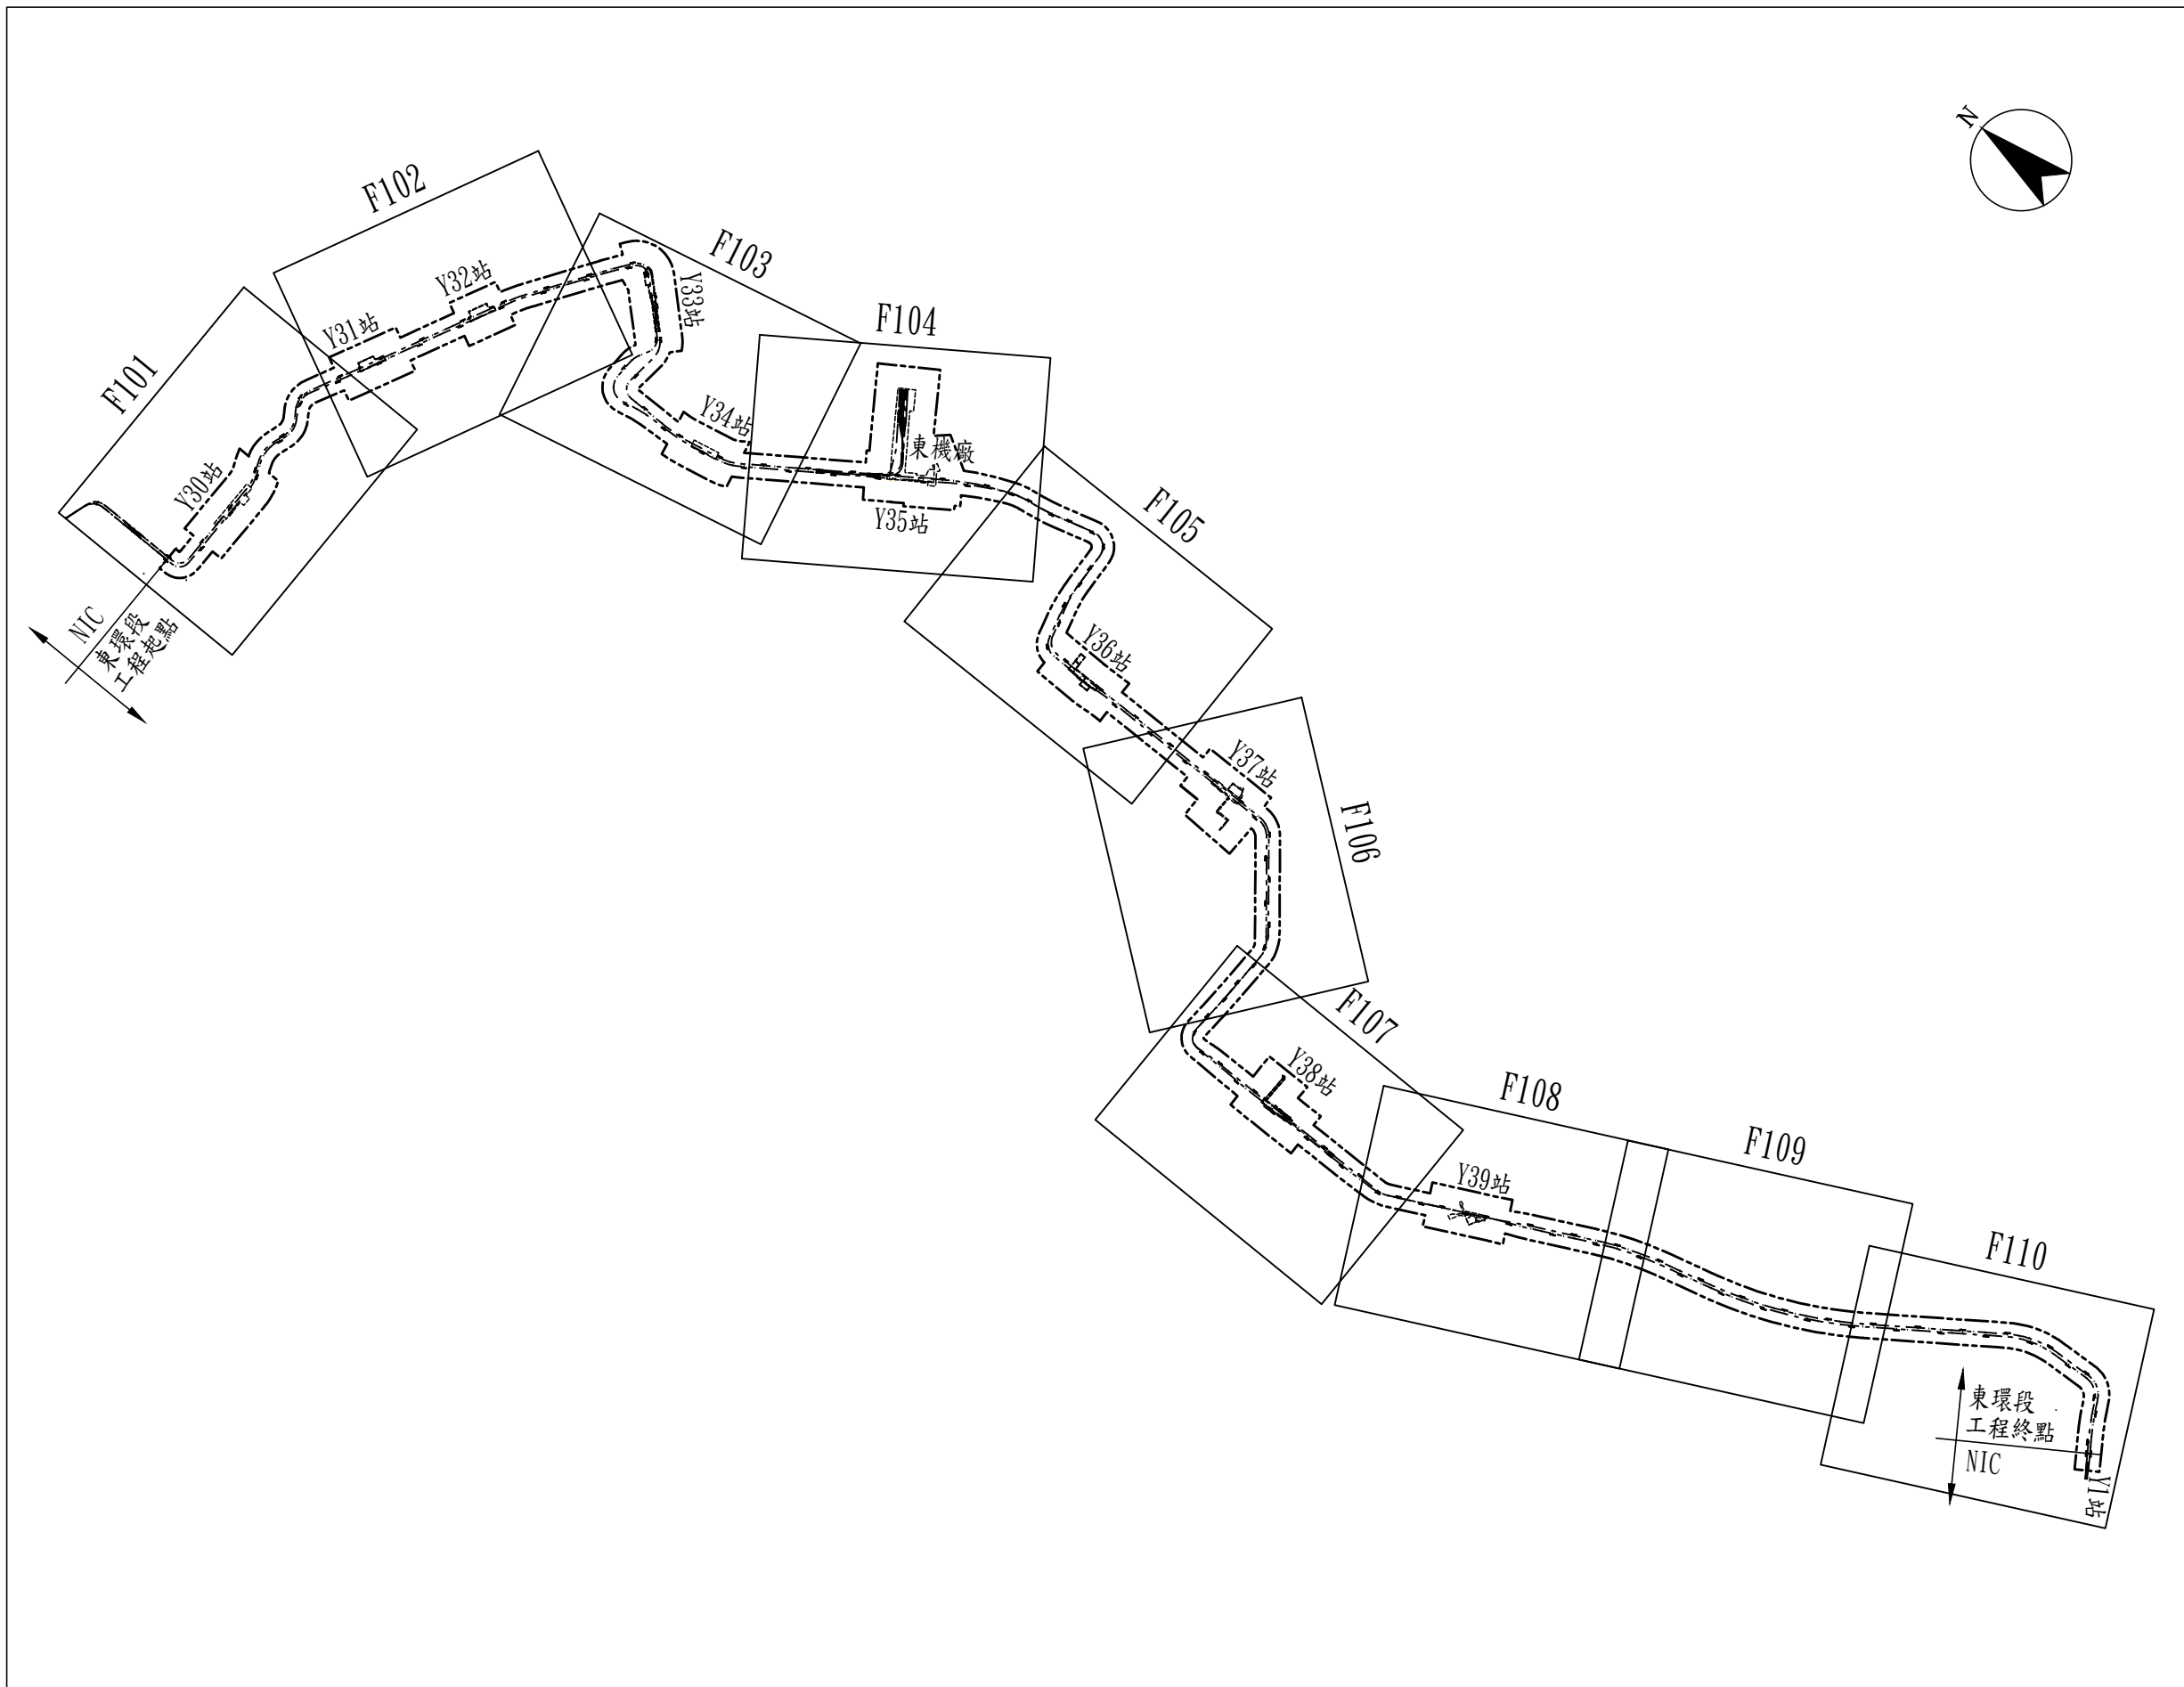 N
F102
F103
Y32站
Y33站
F104
Y31站
F101
Y34站
東機廠
Y30站
Y35站
F105
NIC
東環段
工程起點
Y36站
Y37站
F106
F107
Y38站
F108
F109
Y39站
F110
東環段
工程終點
NIC
Y1站